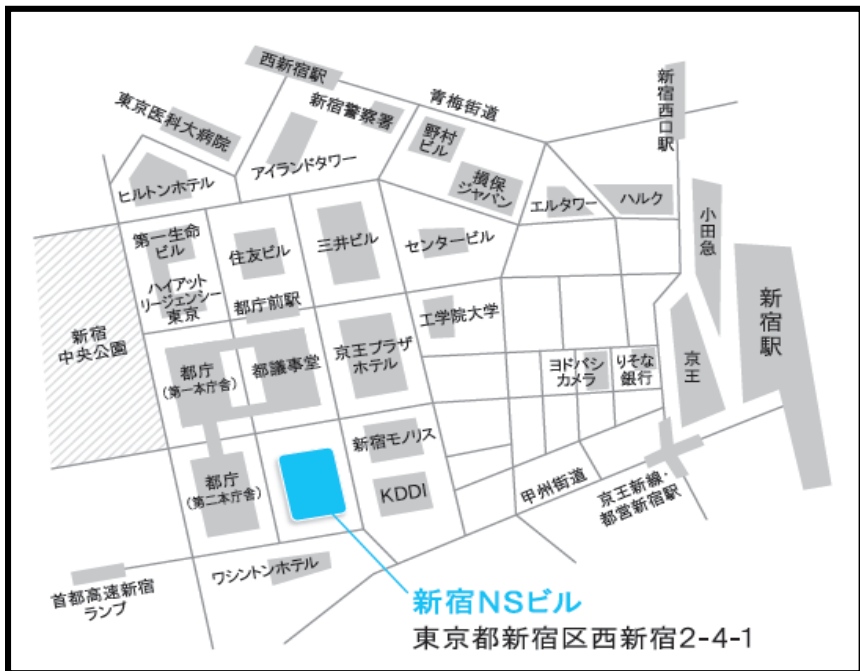 西新宿駅
青梅街道
新宿西口駅
東京医科大病院
新宿警察署
野村
ビル
アイランドタワー
損保
ジャパン
ヒルトンホテル
エルタワー
ハルク
小田急
第一生命
ビル
住友ビル
三井ビル
センタービル
ハイアット
リージェンシー
東京
都庁前駅
新宿
中央公園
工学院大学
新宿駅
都庁
(第一本庁舎)
都議事堂
京王プラザ
ホテル
ヨドバシ
カメラ
りそな
銀行
京王
新宿モノリス
都庁
(第二本庁舎)
KDDI
甲州街道
京王新線・
都営新宿駅
ワシントンホテル
首都高速新宿
ランプ
新宿NSビル
東京都新宿区西新宿2-4-1